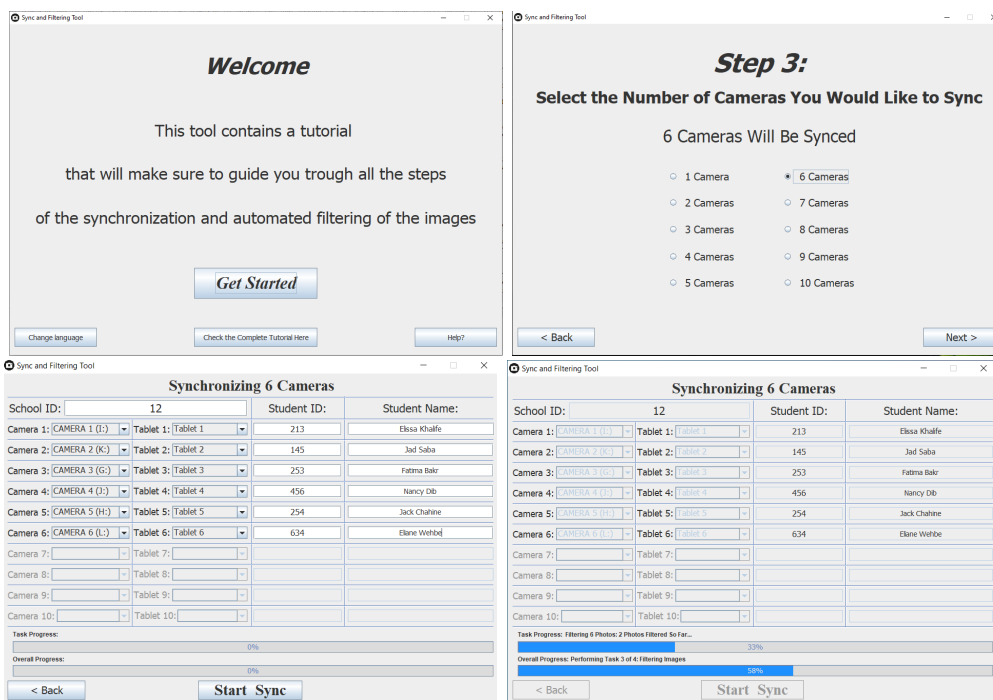 Sync and Filtering Tool
Welcome
This tool contains a tutorial
that will make sure to guide you trough all the steps
of the synchronization and automated filtering of the images
Get Started
Change language
Check the Complete Tutorial Here
Help?
Sync and Filtering Tool
Step 3:
Select the Number of Cameras You Would Like to Sync
6 Cameras Will Be Synced
1 Camera 6 Cameras
2 Cameras 7 Cameras
3 Cameras 8 Cameras
4 Cameras 9 Cameras
5 Cameras 10 Cameras
< Back Next >
Sync and Filtering Tool
Synchronizing 6 Cameras
School ID: 12 Student ID: Student Name:
Camera 1: CAMERA 1 (I:) Tablet 1: Tablet 1 213 Elissa Khalife
Camera 2: CAMERA 2 (K:) Tablet 2: Tablet 2 145 Jad Saba
Camera 3: CAMERA 3 (G:) Tablet 3: Tablet 3 253 Fatima Bakr
Camera 4: CAMERA 4 (J:) Tablet 4: Tablet 4 456 Nancy Dib
Camera 5: CAMERA 5 (H:) Tablet 5: Tablet 5 254 Jack Chahine
Camera 6: CAMERA 6 (L:) Tablet 6: Tablet 6 634 Eliane Wehbe
Camera 7: Tablet 7:
Camera 8: Tablet 8:
Camera 9: Tablet 9:
Camera 10: Tablet 10:
Task Progress:
0%
Overall Progress:
0%
< Back Start Sync
Sync and Filtering Tool
Synchronizing 6 Cameras
School ID: 12 Student ID: Student Name:
Camera 1: CAMERA 1 (I:) Tablet 1: Tablet 1 213 Elissa Khalife
Camera 2: CAMERA 2 (K:) Tablet 2: Tablet 2 145 Jad Saba
Camera 3: CAMERA 3 (G:) Tablet 3: Tablet 3 253 Fatima Bakr
Camera 4: CAMERA 4 (J:) Tablet 4: Tablet 4 456 Nancy Dib
Camera 5: CAMERA 5 (H:) Tablet 5: Tablet 5 254 Jack Chahine
Camera 6: CAMERA 6 (L:) Tablet 6: Tablet 6 634 Eliane Wehbe
Camera 7: Tablet 7:
Camera 8: Tablet 8:
Camera 9: Tablet 9:
Camera 10: Tablet 10:
Task Progress: Filtering 6 Photos: 2 Photos Filtered So Far...
33%
Overall Progress: Performing Task 3 of 4: Filtering Images
58%
< Back Start Sync